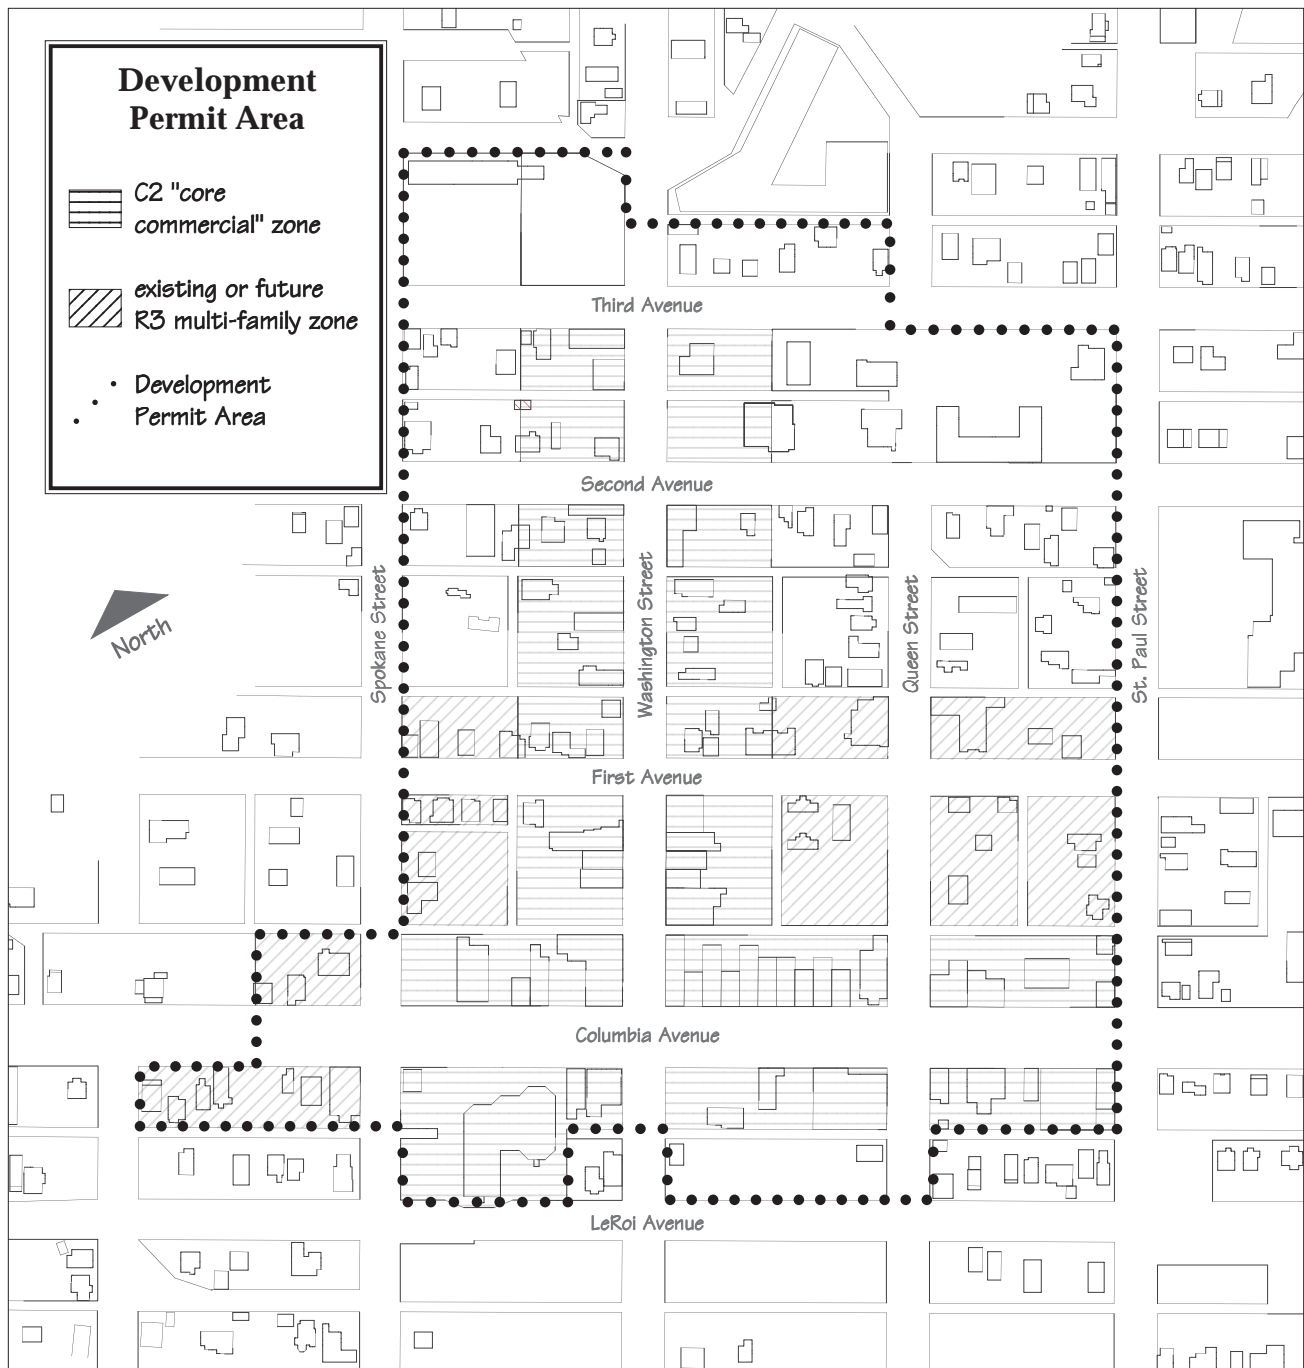 Development
Permit Area
C2 "core
commercial" zone
existing or future
R3 multi-family zone
Development
Permit Area
Third Avenue
Second Avenue
North
Spokane Street
Washington Street
Queen Street
St. Paul Street
First Avenue
Columbia Avenue
LeRoi Avenue